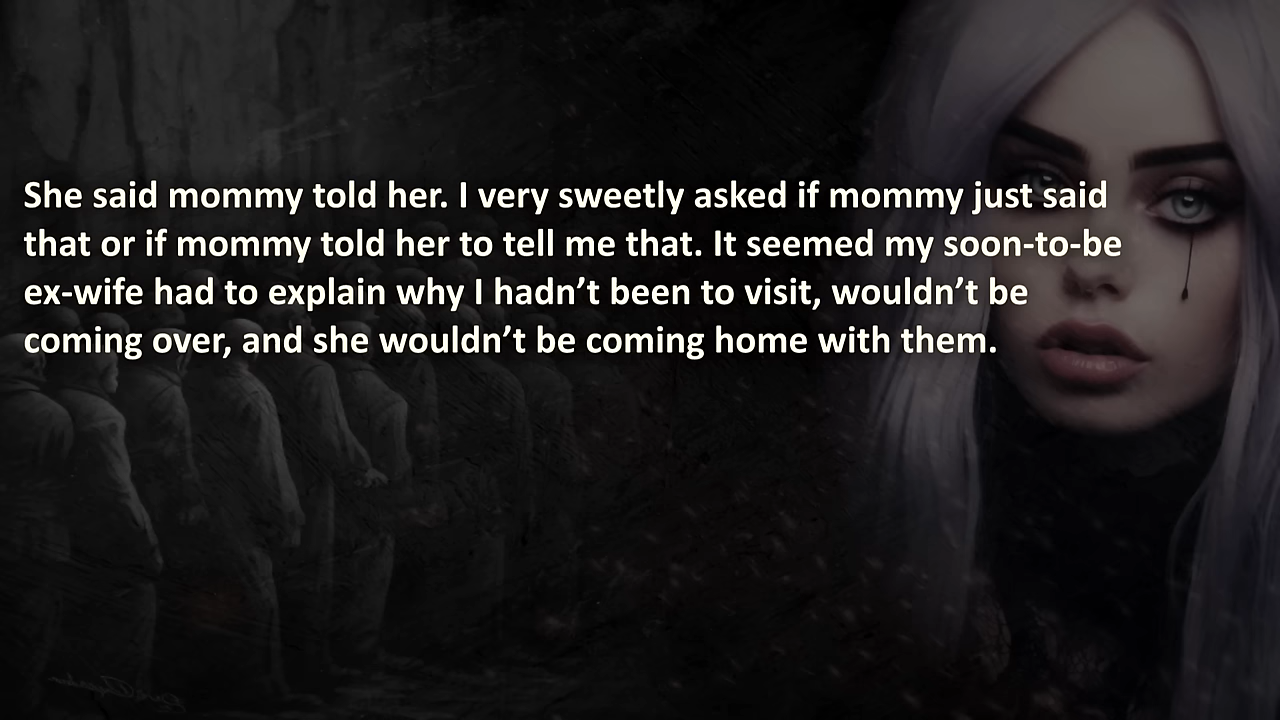 She said mommy told her. I very sweetly asked if mommy just said
that or if mommy told her to tell me that. It seemed my soon-to-be
ex-wife had to explain why I hadn’t been to visit, wouldn’t be
coming over, and she wouldn’t be coming home with them.